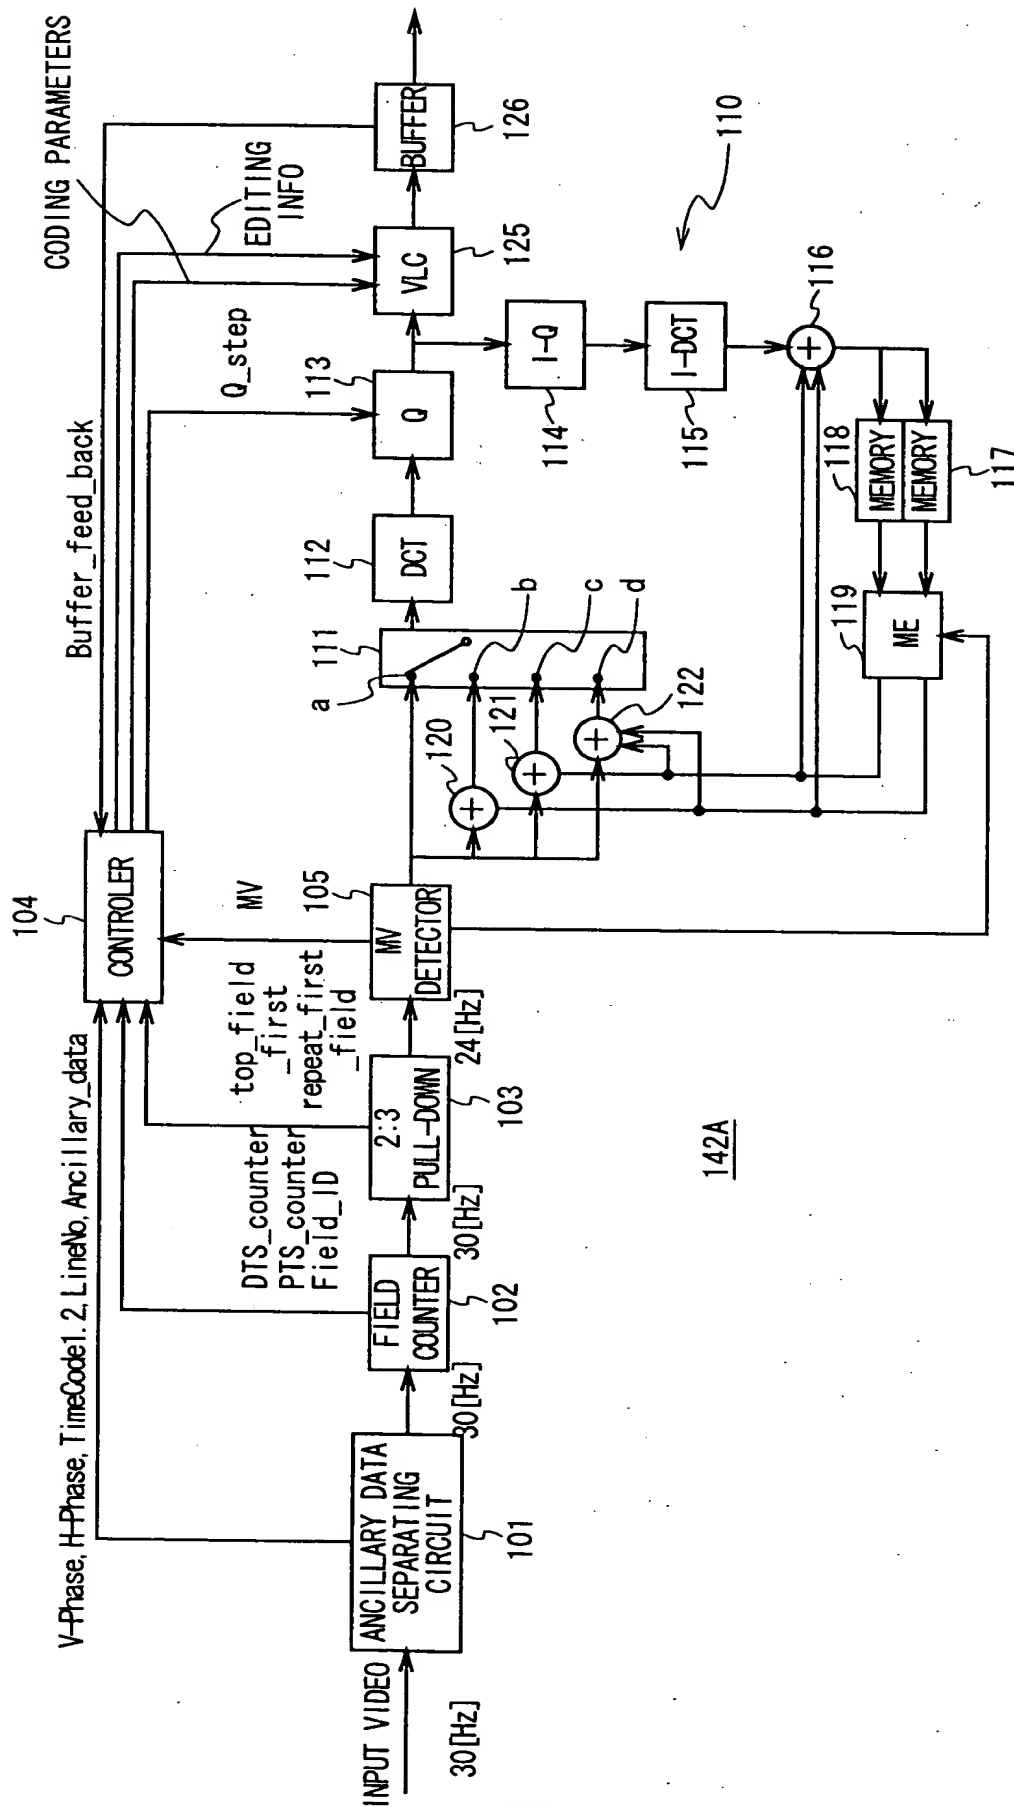 V-Phase, H-Phase, TimeCode1. 2, LineNo, Ancillary_data
Buffer_feed_back
CODING PARAMETERS
EDITING
INFO
Q_step
104
CONTROLER
DTS_counter
PTS_counter
Field_ID
top_field
_first
repeat_first
_field
MV
INPUT VIDEO
30[Hz]
ANCILLARY DATA
SEPARATING
CIRCUIT
101
30[Hz]
FIELD
COUNTER
102
30[Hz]
2:3
PULL-DOWN
103
24[Hz]
105
MV
DETECTOR
a
111
b
c
d
120
121
122
112
DCT
113
Q
VLC
125
BUFFER
126
I-Q
114
I-DCT
115
116
110
118
MEMORY
MEMORY
117
119
ME
142A